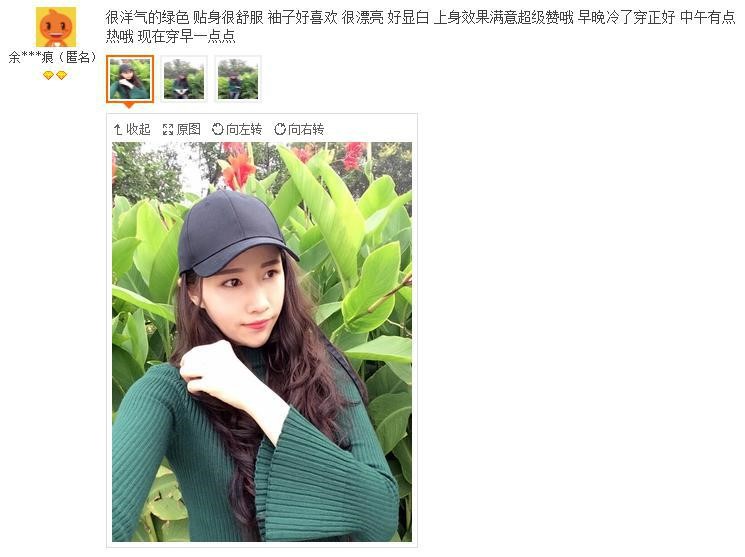 很洋气的绿色 贴身很舒服 袖子好喜欢 很漂亮 好显白 上身效果满意超级赞哦 早晚冷了穿正好 中午有点
热哦 现在穿早一点点
余***痕（匿名）
收起 原图 向左转 向右转